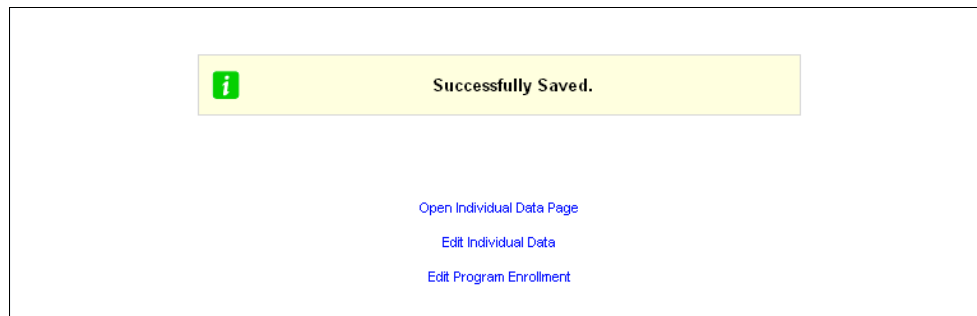 Successfully Saved.
Open Individual Data Page
Edit Individual Data
Edit Program Enrollment